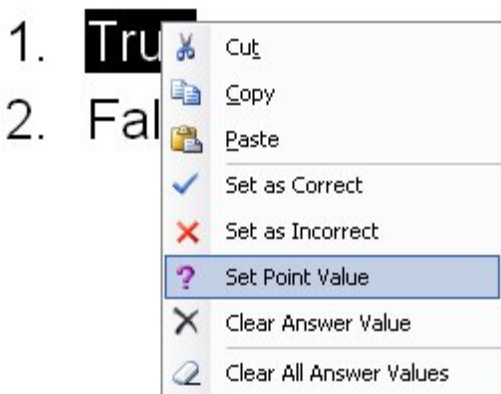 1. Tru
Cut
Copy
2. Fal
Paste
Set as Correct
Set as Incorrect
Set Point Value
Clear Answer Value
Clear All Answer Values